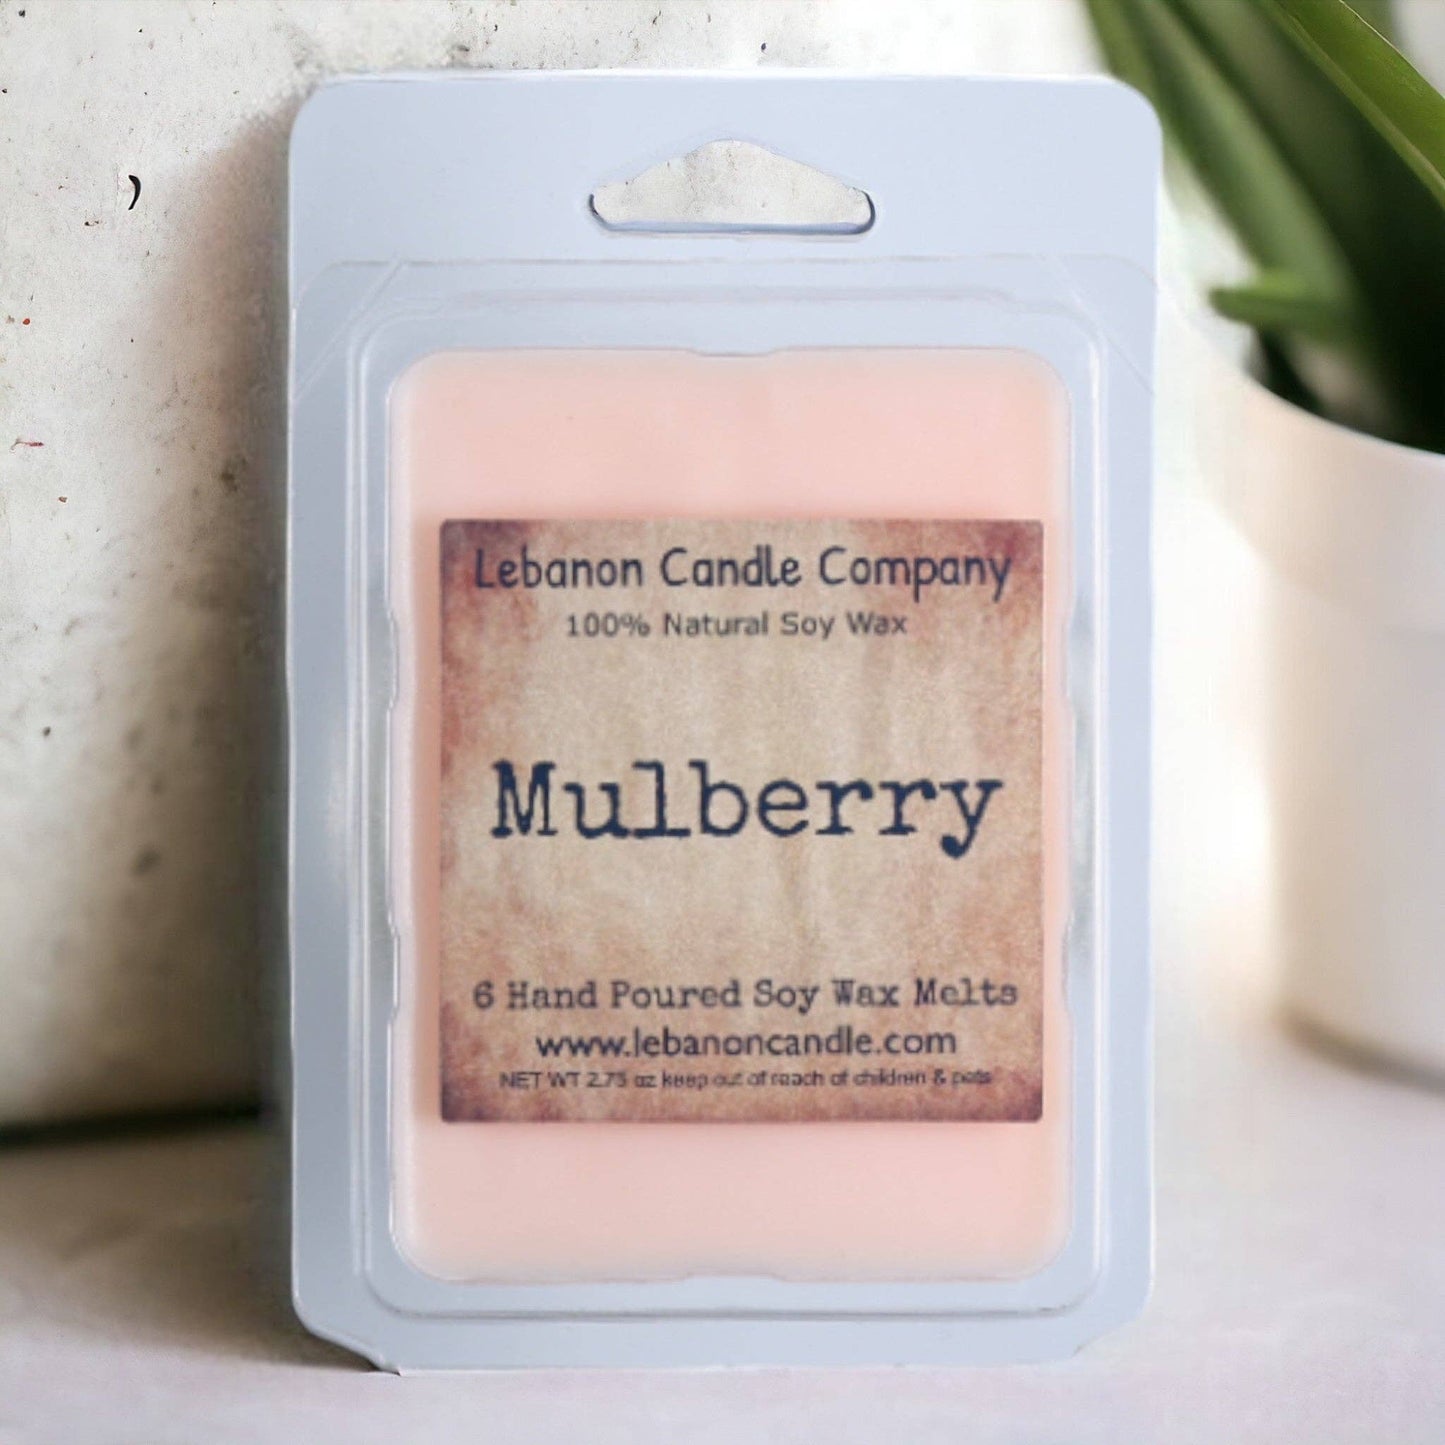 Lebanon Candle Company
100% Natural Soy Wax
Mulberry
6 Hand Poured Soy Wax Melts
www.lebanoncandle.com
NET WT 2.75 oz keep out of reach of children & pets